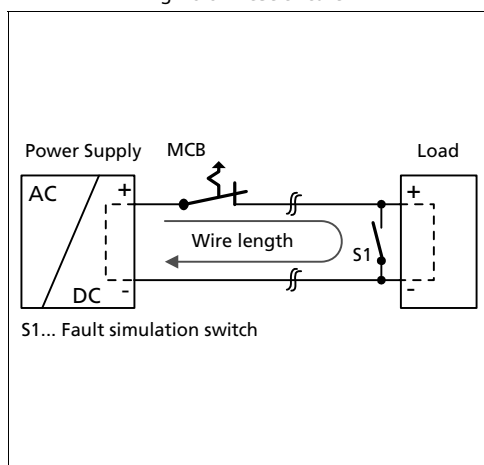 Power Supply
MCB
Load
AC
+
+
Wire length
S1
DC
-
-
S1... Fault simulation switch